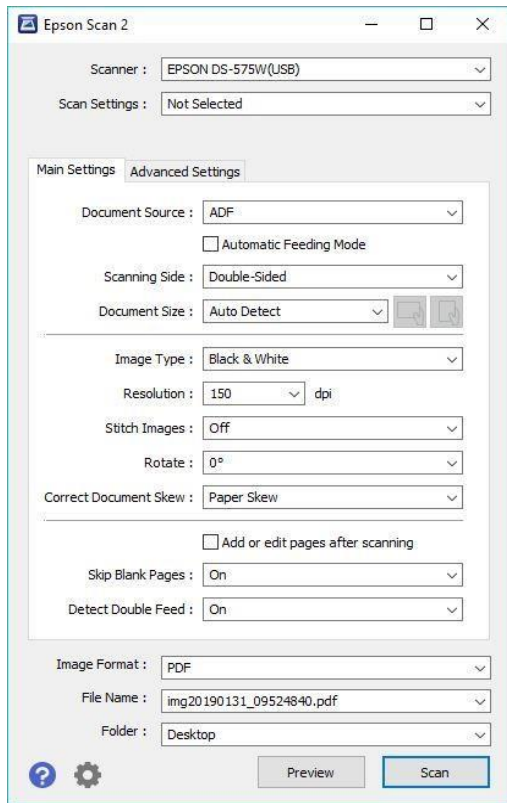 Epson Scan 2
Scanner : EPSON DS-575W(USB)
Scan Settings : Not Selected
Main Settings Advanced Settings
Document Source : ADF
Automatic Feeding Mode
Scanning Side : Double-Sided
Document Size : Auto Detect
Image Type : Black & White
Resolution : 150 dpi
Stitch Images : Off
Rotate : 0°
Correct Document Skew : Paper Skew
Add or edit pages after scanning
Skip Blank Pages : On
Detect Double Feed : On
Image Format : PDF
File Name : img20190131_09524840.pdf
Folder : Desktop
? Preview Scan